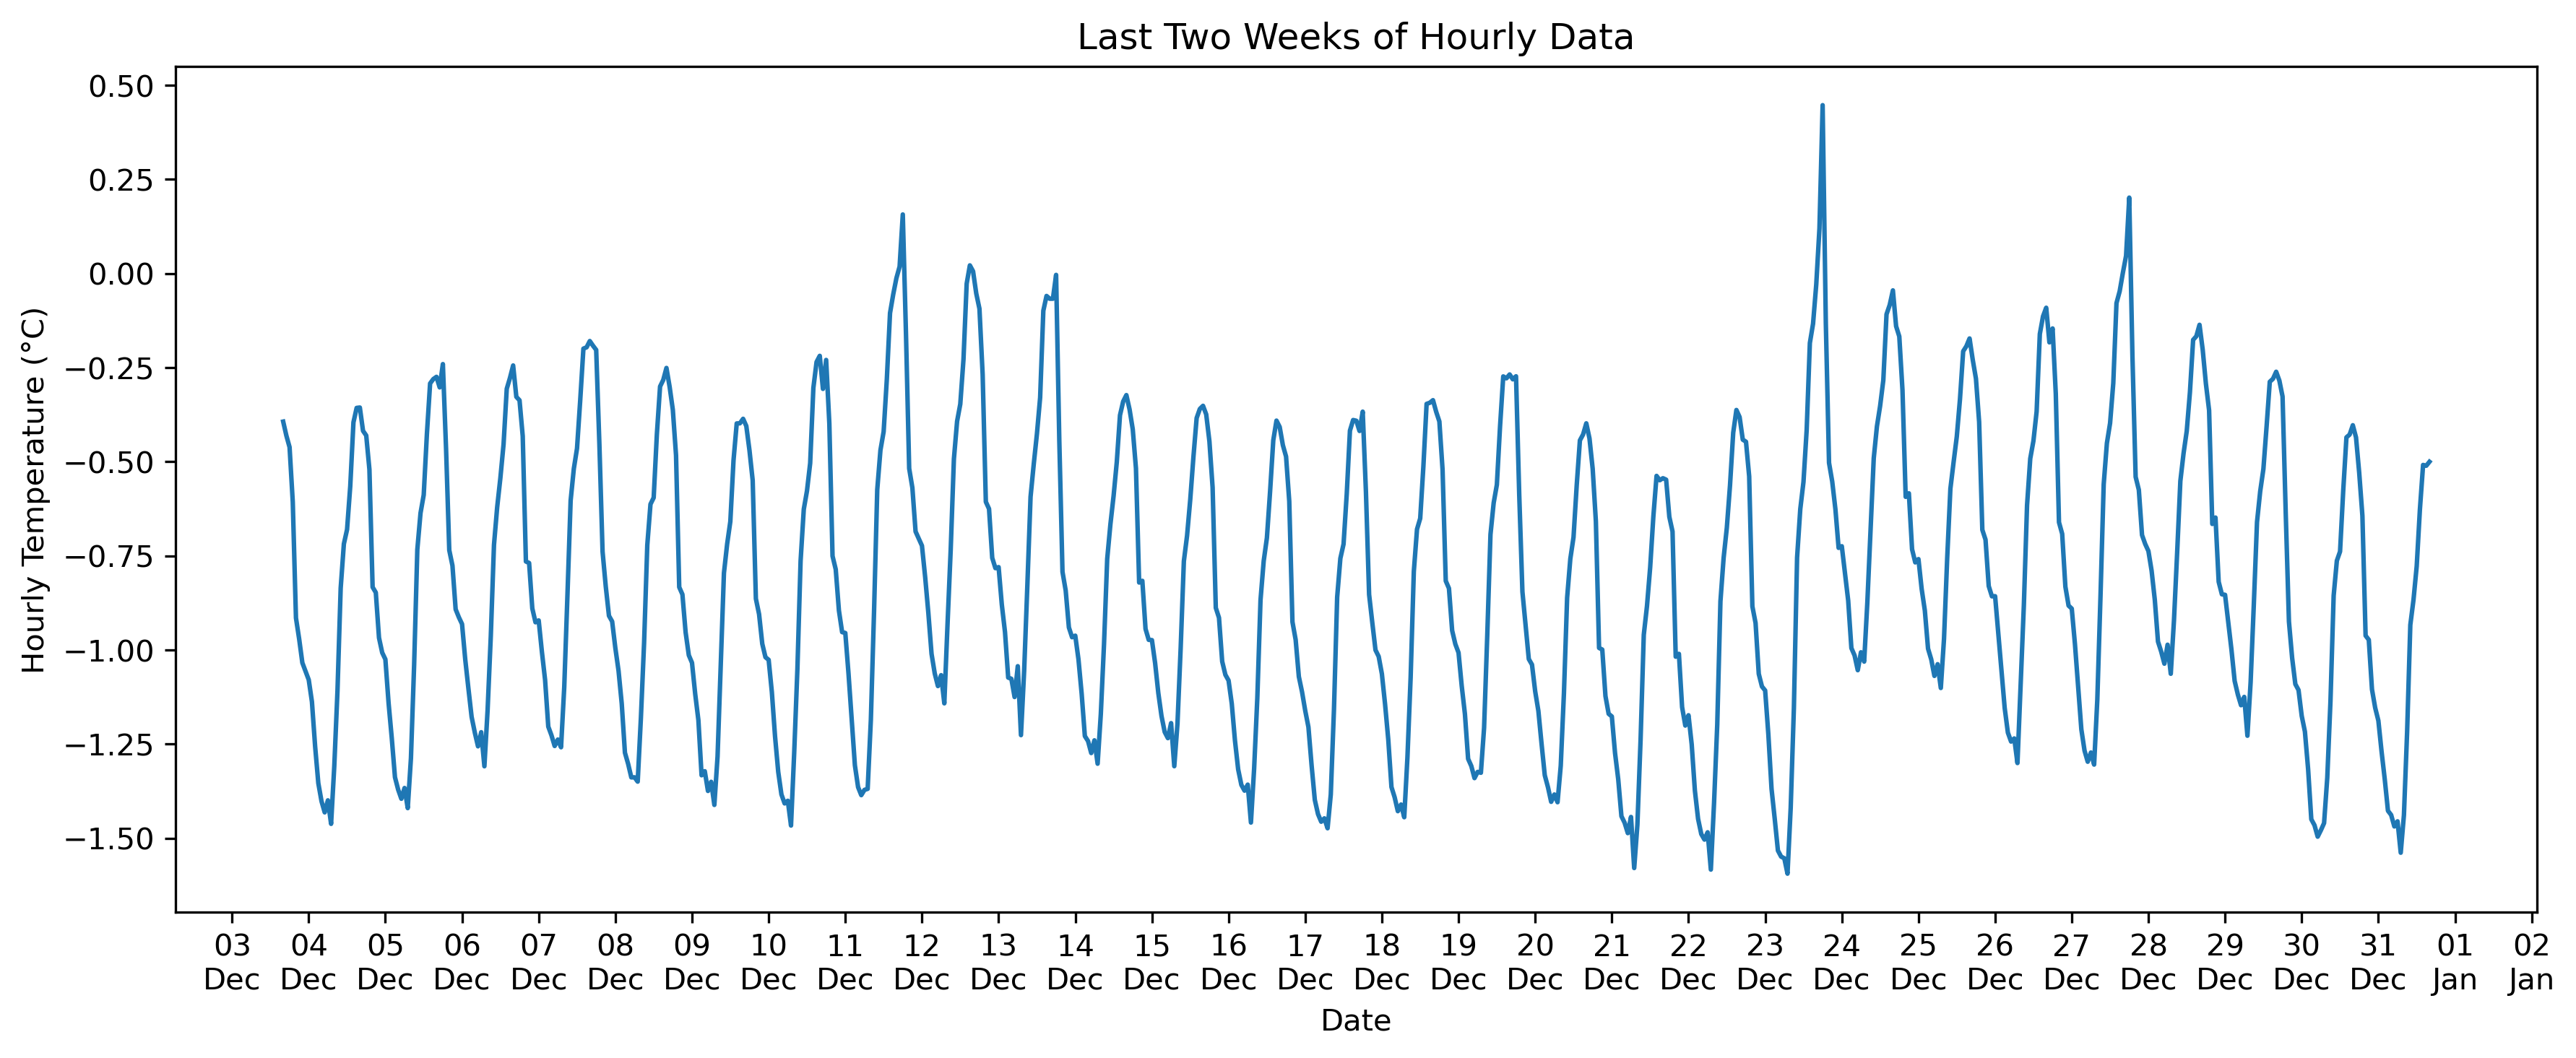 Last Two Weeks of Hourly Data
Hourly Temperature (°C)
0.50
0.25
0.00
−0.25
−0.50
−0.75
−1.00
−1.25
−1.50
03 04 05 06 07 08 09 10 11 12 13 14 15 16 17 18 19 20 21 22 23 24 25 26 27 28 29 30 31 01 02
Dec Dec Dec Dec Dec Dec Dec Dec Dec Dec Dec Dec Dec Dec Dec Dec Dec Dec Dec Dec Dec Dec Dec Dec Dec Dec Dec Dec Dec Jan Jan
Date